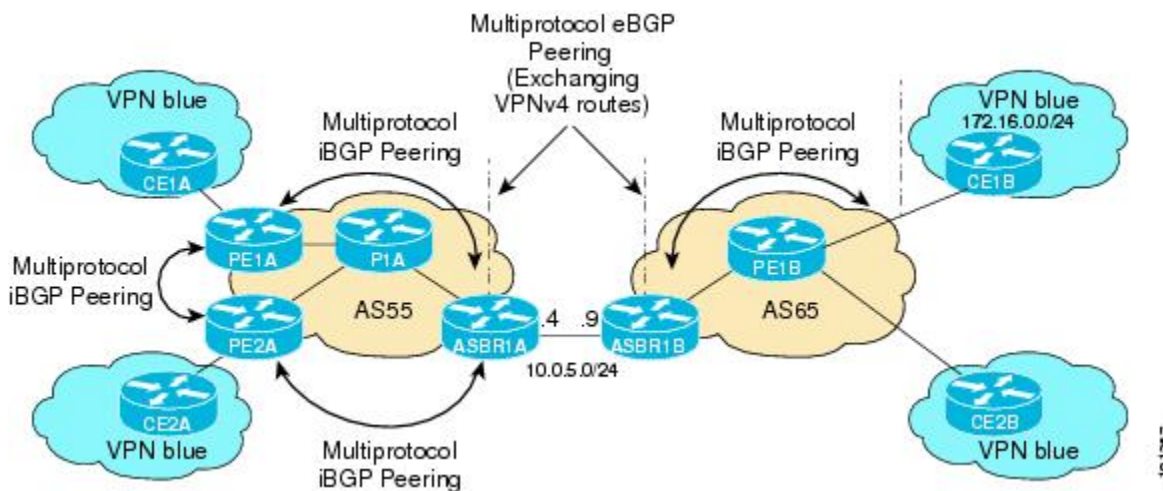 Multiprotocol eBGP
Peering
(Exchanging
VPNv4 routes)
VPN blue
CE1A
Multiprotocol
iBGP Peering
Multiprotocol
iBGP Peering
VPN blue
172.16.0.0/24
CE1B
PE1A
P1A
PE1B
Multiprotocol
iBGP Peering
AS55
AS65
PE2A
ASBR1A
.4
.9
ASBR1B
10.0.5.0/24
CE2A
VPN blue
Multiprotocol
iBGP Peering
CE2B
VPN blue